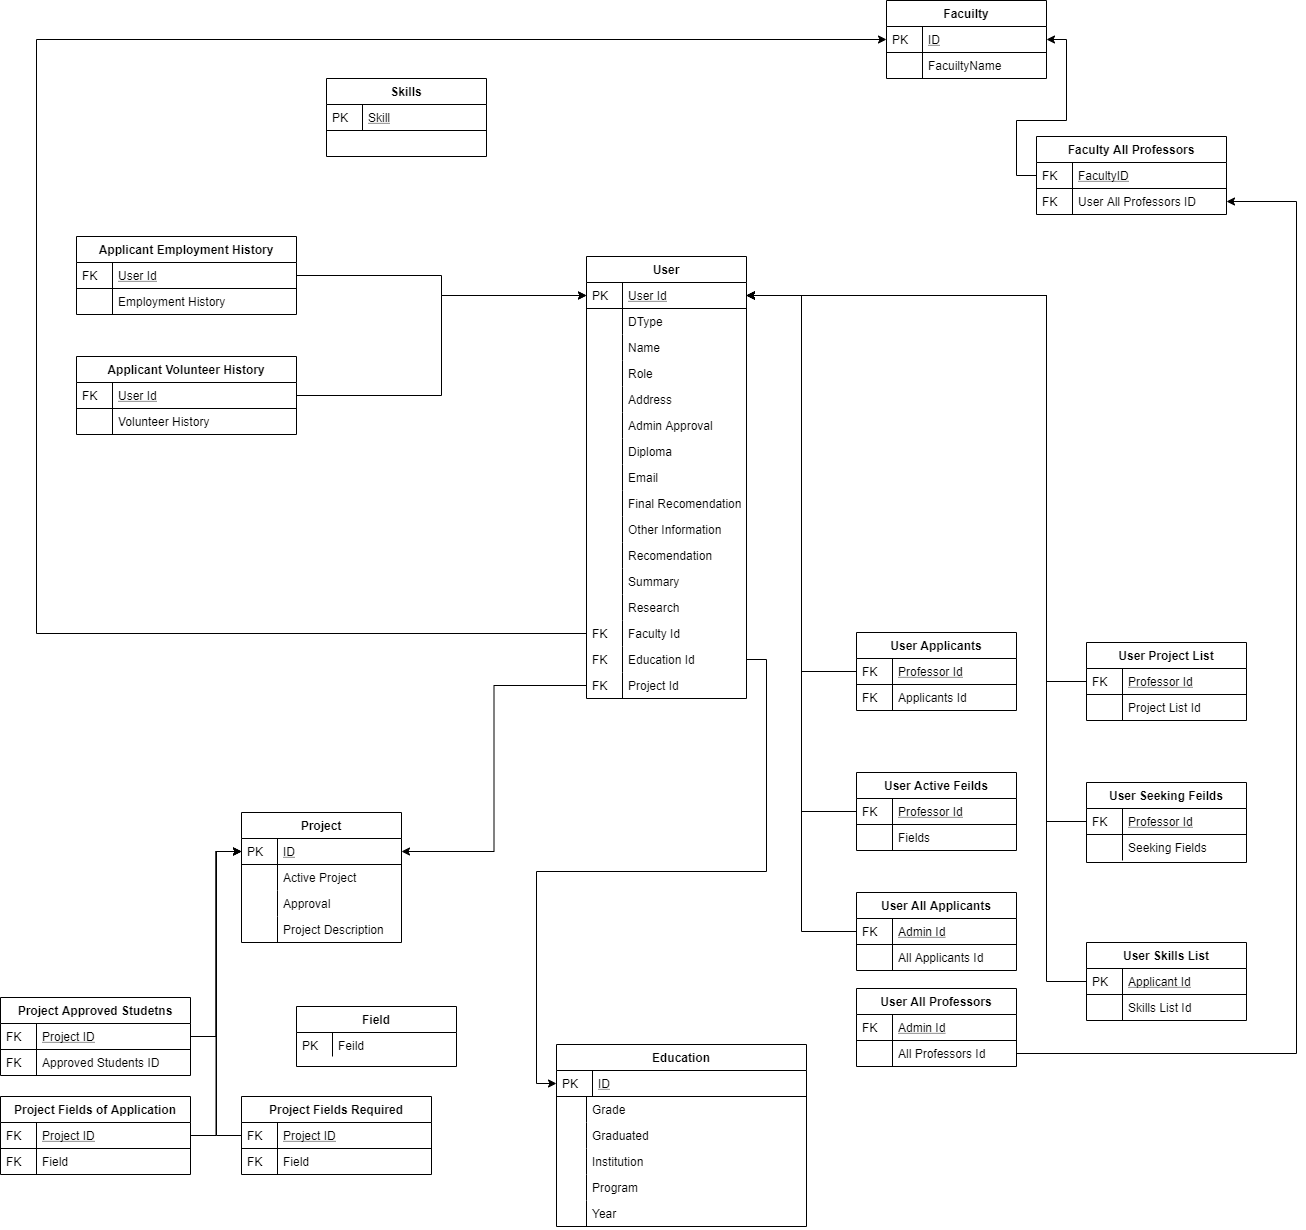 Facuilty
PK ID
FacuiltyName
Skills
PK Skill
Faculty All Professors
FK FacultyID
FK User All Professors ID
Applicant Employment History
FK User Id
Employment History
Applicant Volunteer History
FK User Id
Volunteer History
User
PK User Id
DType
Name
Role
Address
Admin Approval
Diploma
Email
Final Recomendation
Other Information
Recomendation
Summary
Research
FK Faculty Id
FK Education Id
FK Project Id
User Applicants
FK Professor Id
FK Applicants Id
User Project List
FK Professor Id
Project List Id
User Active Feilds
FK Professor Id
Fields
User Seeking Feilds
FK Professor Id
Seeking Fields
User All Applicants
FK Admin Id
All Applicants Id
User Skills List
PK Applicant Id
Skills List Id
User All Professors
FK Admin Id
All Professors Id
Project
PK ID
Active Project
Approval
Project Description
Project Approved Studetns
FK Project ID
FK Approved Students ID
Field
PK Feild
Project Fields of Application
FK Project ID
FK Field
Project Fields Required
FK Project ID
FK Field
Education
PK ID
Grade
Graduated
Institution
Program
Year